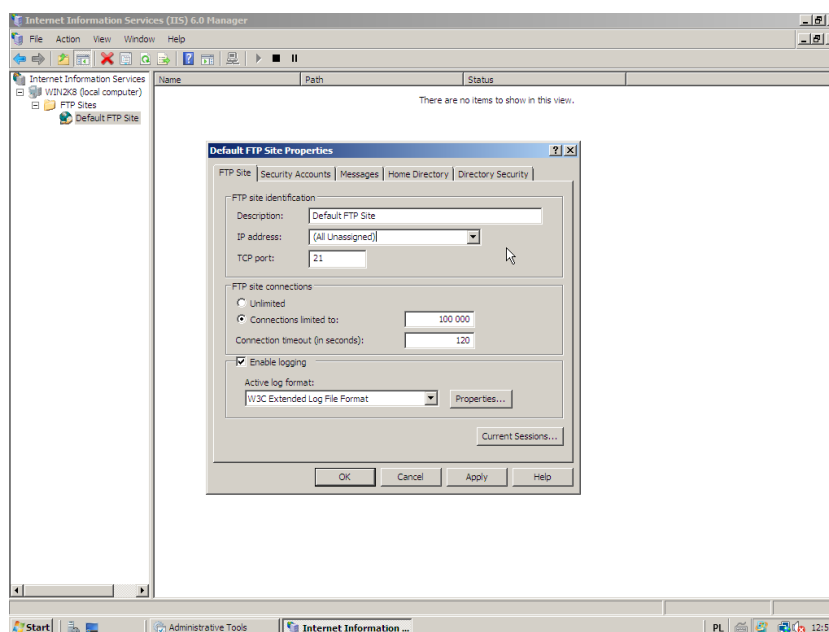 Internet Information Services (IIS) 6.0 Manager
File Action View Window Help
Internet Information Services
WIN2K8 (local computer)
FTP Sites
Default FTP Site
Name Path Status
There are no items to show in this view.
Default FTP Site Properties
FTP Site Security Accounts Messages Home Directory Directory Security
FTP site identification
Description: Default FTP Site
IP address: (All Unassigned)
TCP port: 21
FTP site connections
Unlimited
Connections limited to: 100 000
Connection timeout (in seconds): 120
Enable logging
Active log format:
W3C Extended Log File Format Properties...
Current Sessions...
OK Cancel Apply Help
Start Administrative Tools Internet Information ... PL 12:5